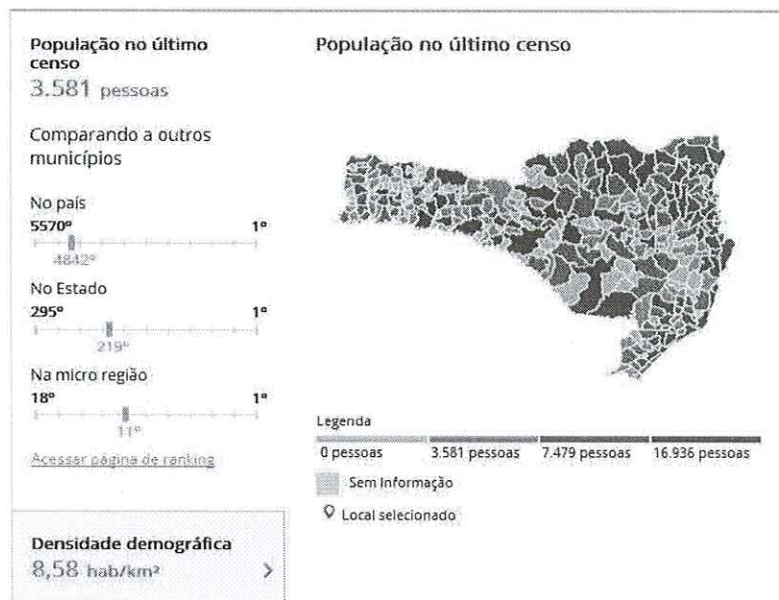 População no último
censo
3.581 pessoas
Comparando a outros
municípios
No país
5570º 1º
4842º
No Estado
295º 1º
219º
Na micro região
18º 1º
11º
Acessar página de ranking
Densidade demográfica
8,58 hab/km²
População no último censo
Legenda
0 pessoas 3.581 pessoas 7.479 pessoas 16.936 pessoas
Sem Informação
Local selecionado